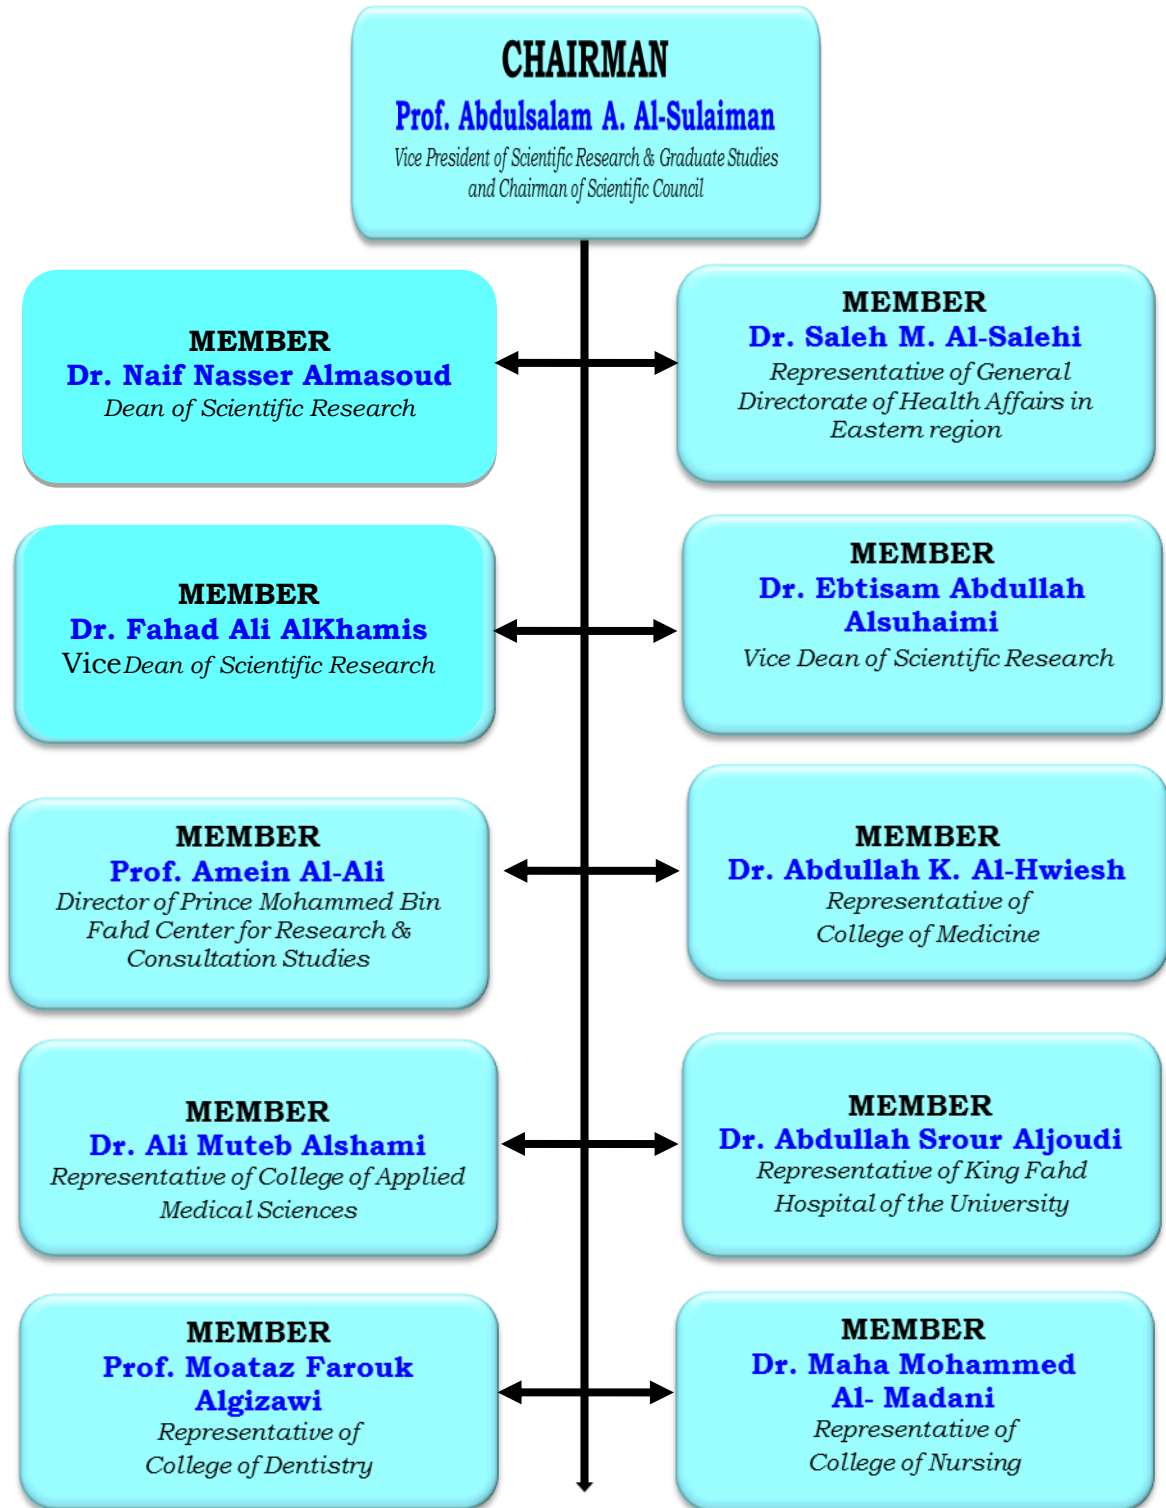 CHAIRMAN
Prof. Abdulsalam A. Al-Sulaiman
Vice President of Scientific Research & Graduate Studies
and Chairman of Scientific Council
MEMBER
Dr. Naif Nasser Almasoud
Dean of Scientific Research
MEMBER
Dr. Saleh M. Al-Salehi
Representative of General
Directorate of Health Affairs in
Eastern region
MEMBER
Dr. Fahad Ali AlKhamis
Vice Dean of Scientific Research
MEMBER
Dr. Ebtisam Abdullah
Alsuhaimi
Vice Dean of Scientific Research
MEMBER
Prof. Amein Al-Ali
Director of Prince Mohammed Bin
Fahd Center for Research &
Consultation Studies
MEMBER
Dr. Abdullah K. Al-Hwiesh
Representative of
College of Medicine
MEMBER
Dr. Ali Muteb Alshami
Representative of College of Applied
Medical Sciences
MEMBER
Dr. Abdullah Srour Aljoudi
Representative of King Fahd
Hospital of the University
MEMBER
Prof. Moataz Farouk
Algizawi
Representative of
College of Dentistry
MEMBER
Dr. Maha Mohammed
Al- Madani
Representative of
College of Nursing